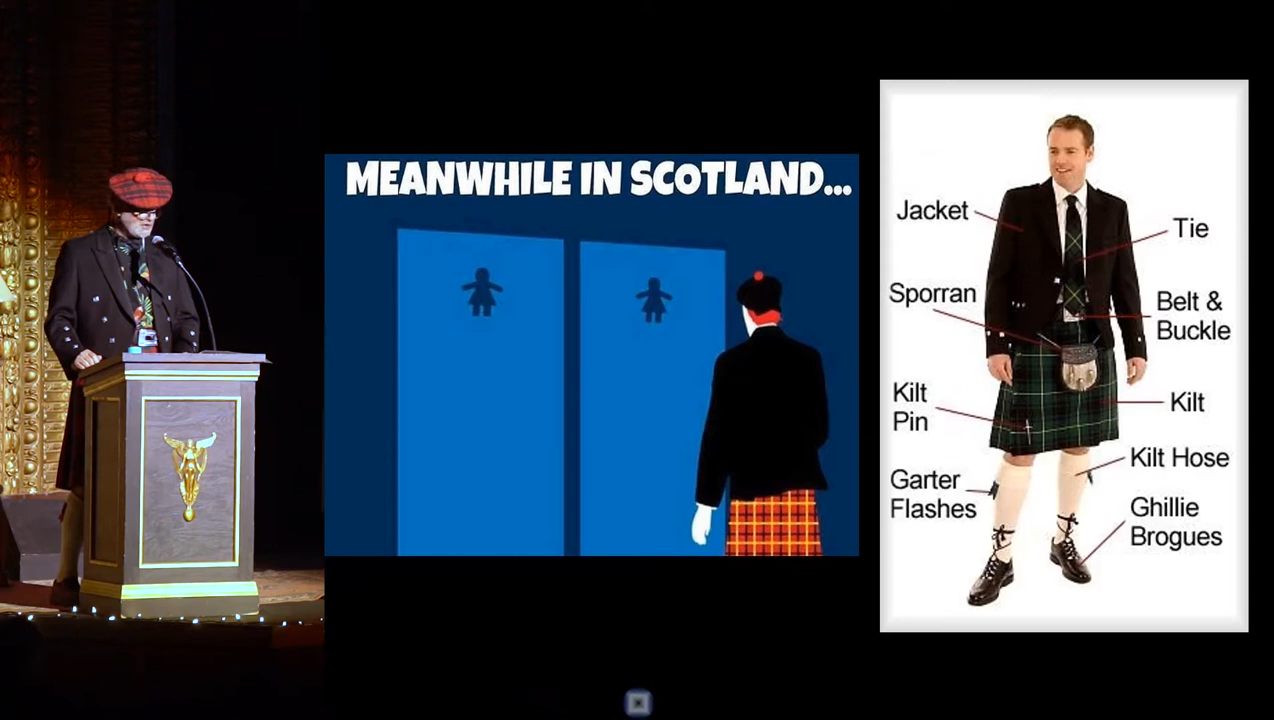 MEANWHILE IN SCOTLAND...
Jacket
Tie
Sporran
Belt &
Buckle
Kilt
Pin
Kilt
Kilt Hose
Garter
Flashes
Ghillie
Brogues